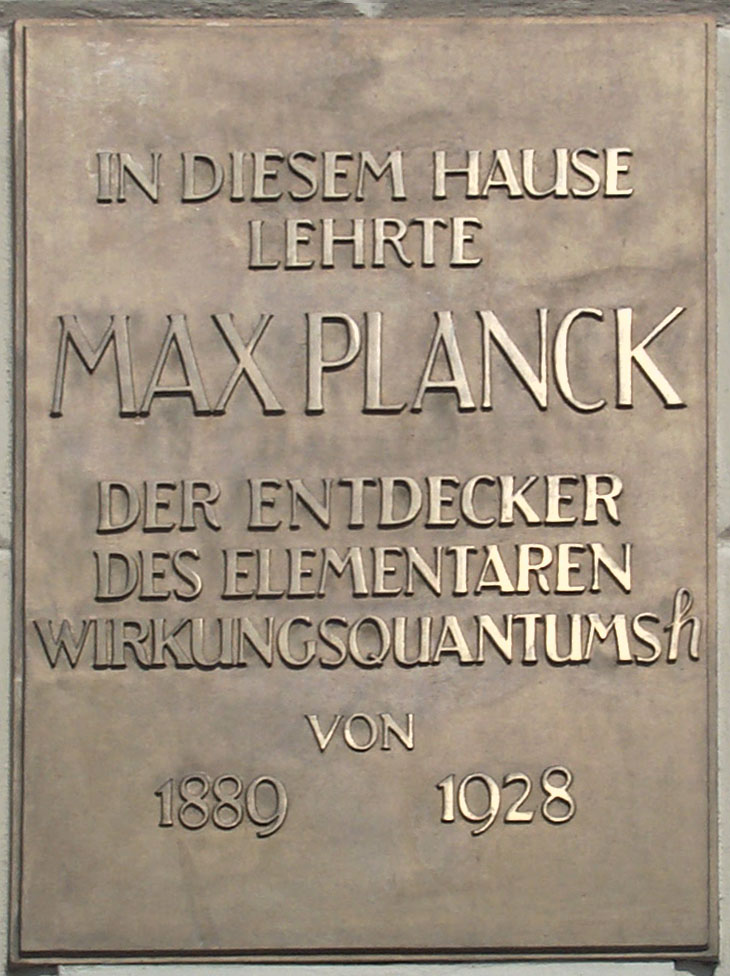 IN DIESEM HAUSE
LEHRTE
MAX PLANCK
DER ENTDECKER
DES ELEMENTAREN
WIRKUNGSQUANTUMS h
VON
1889 1928